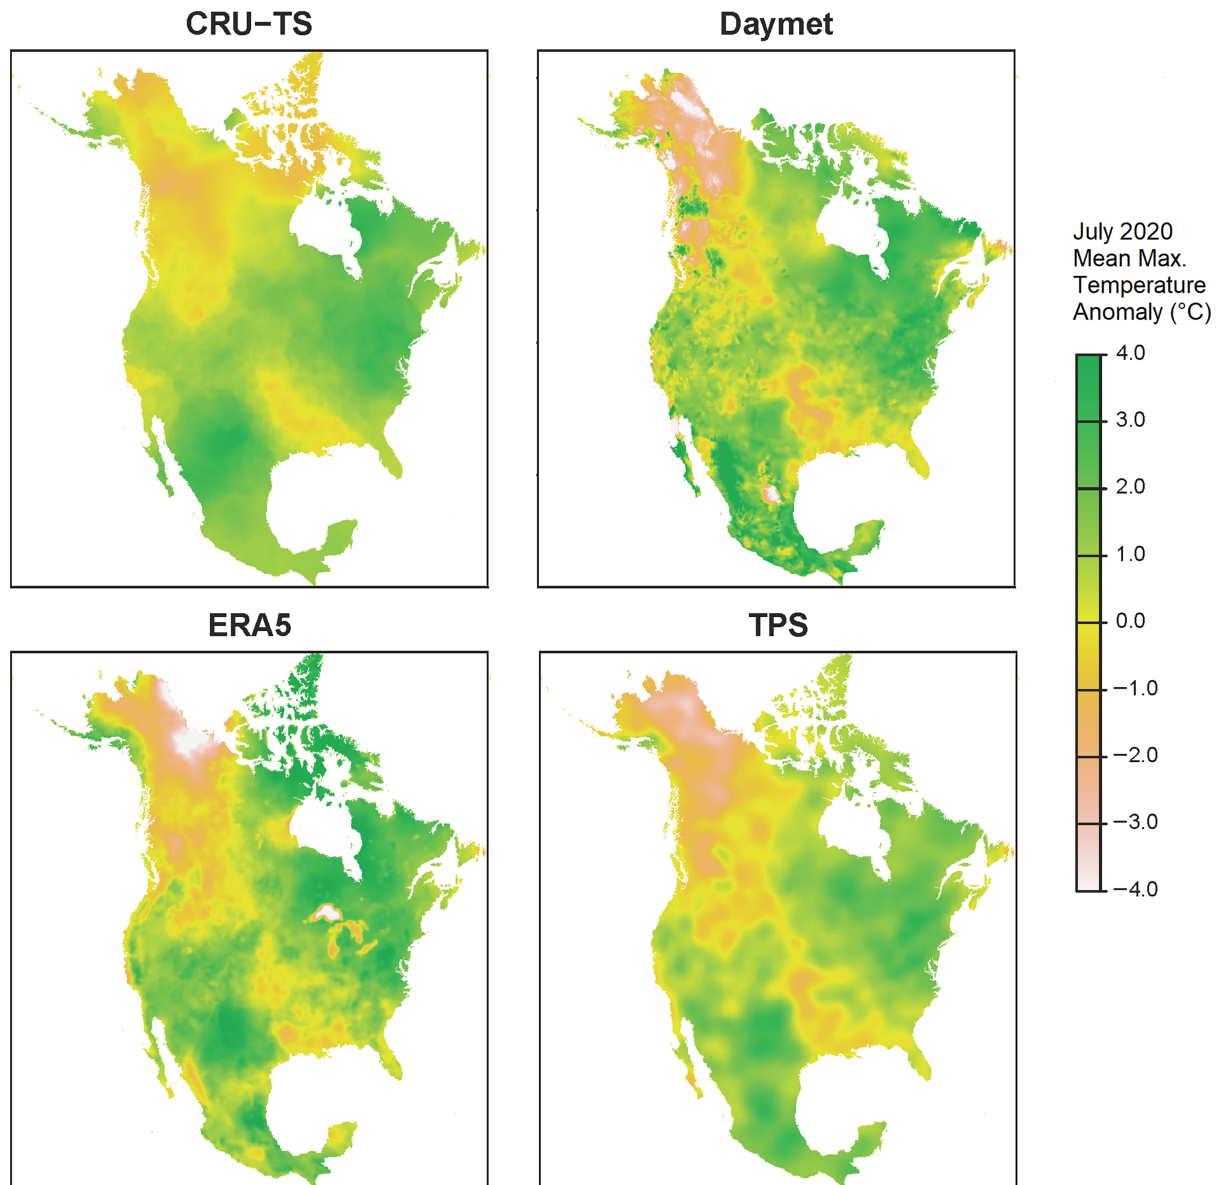 CRU−TS
Daymet
ERA5
TPS
July 2020
Mean Max.
Temperature
Anomaly (°C)
4.0
3.0
2.0
1.0
0.0
−1.0
−2.0
−3.0
−4.0